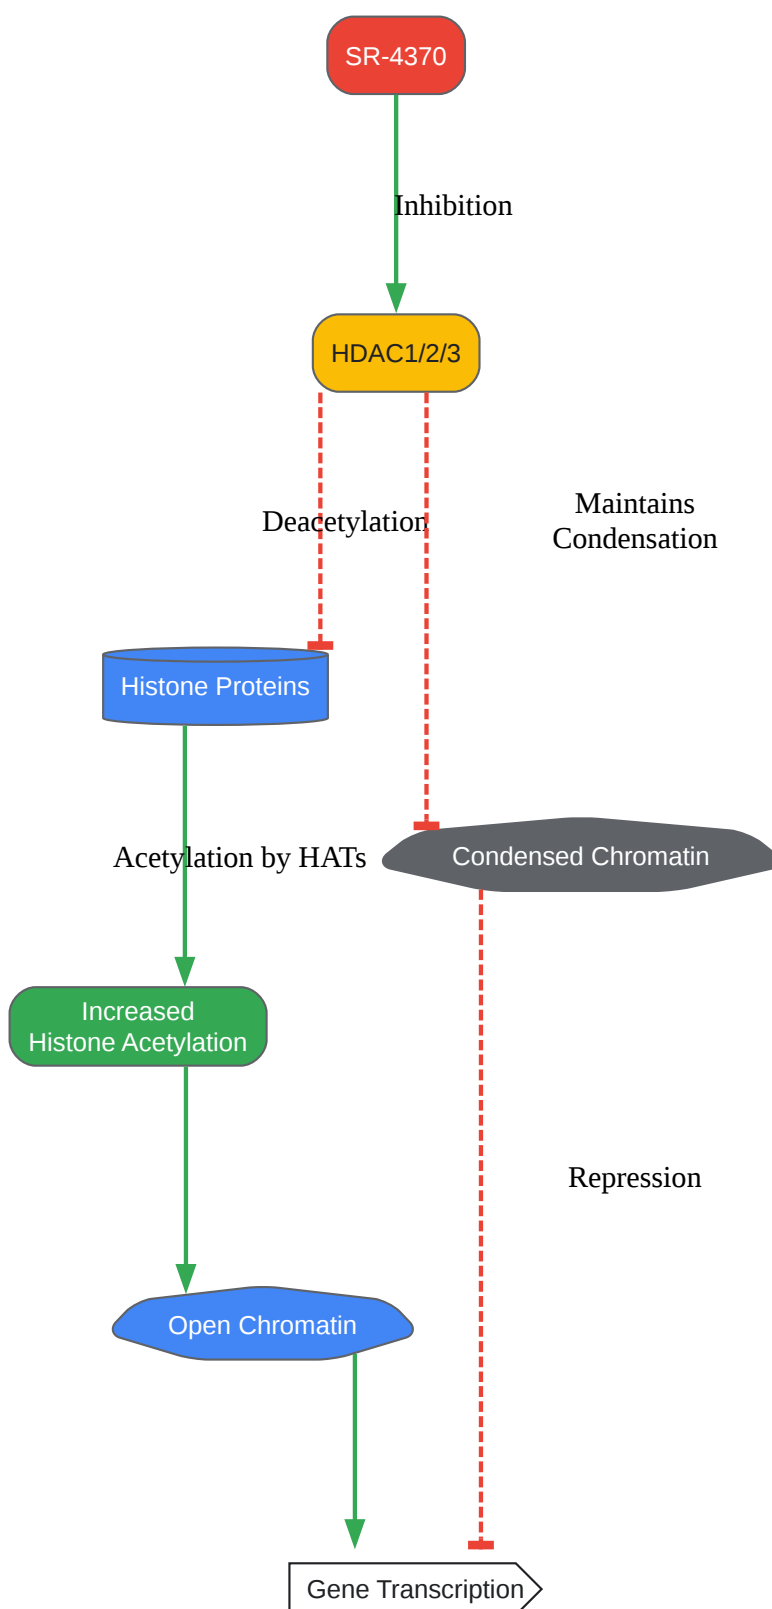 SR-4370
Inhibition
HDAC1/2/3
Deacetylation
Maintains
Condensation
Histone Proteins
Acetylation by HATs
Condensed Chromatin
Increased
Histone Acetylation
Repression
Open Chromatin
Gene Transcription